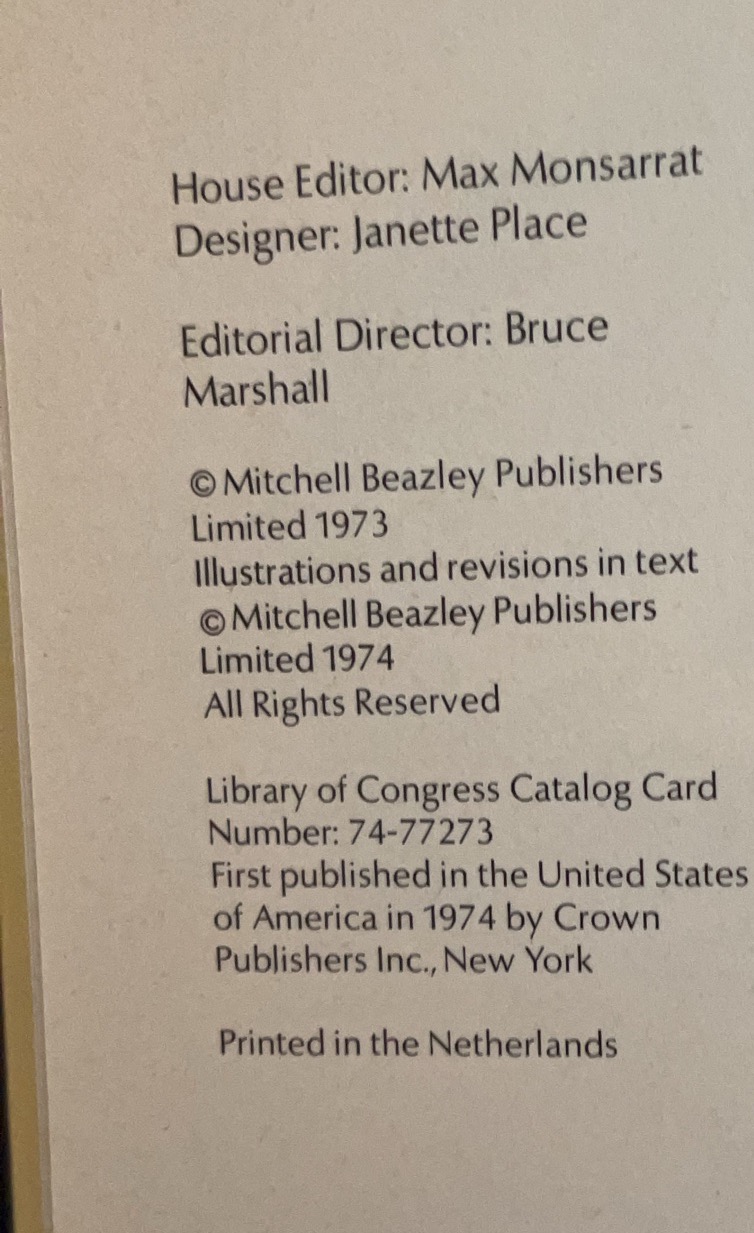 House Editor: Max Monsarrat
Designer: Janette Place
Editorial Director: Bruce
Marshall
© Mitchell Beazley Publishers
Limited 1973
Illustrations and revisions in text
© Mitchell Beazley Publishers
Limited 1974
All Rights Reserved
Library of Congress Catalog Card
Number: 74-77273
First published in the United States
of America in 1974 by Crown
Publishers Inc., New York
Printed in the Netherlands